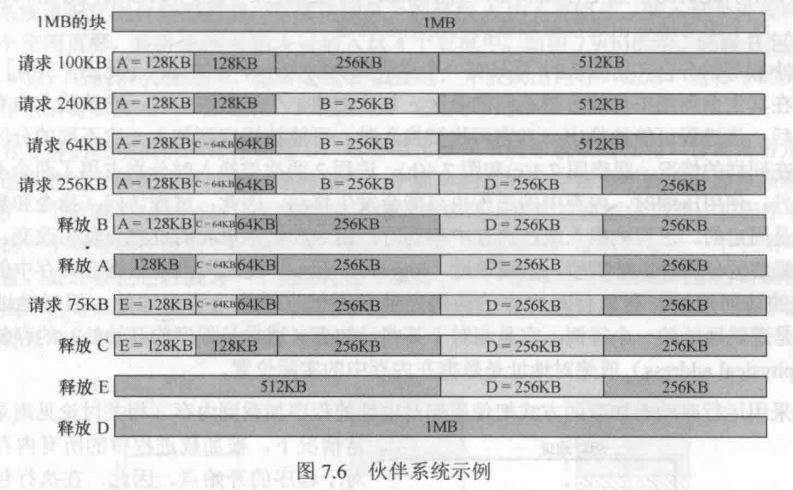 1MB的块 1MB
请求 100KB A = 128KB 128KB 256KB 512KB
请求 240KB A = 128KB 128KB B = 256KB 512KB
请求 64KB A = 128KB C = 64KB 64KB B = 256KB 512KB
请求 256KB A = 128KB C = 64KB 64KB B = 256KB D = 256KB 256KB
释放 B A = 128KB C = 64KB 64KB 256KB D = 256KB 256KB
释放 A 128KB C = 64KB 64KB 256KB D = 256KB 256KB
请求 75KB E = 128KB C = 64KB 64KB 256KB D = 256KB 256KB
释放 C E = 128KB 128KB 256KB D = 256KB 256KB
释放 E 512KB D = 256KB 256KB
释放 D 1MB
图 7.6 伙伴系统示例